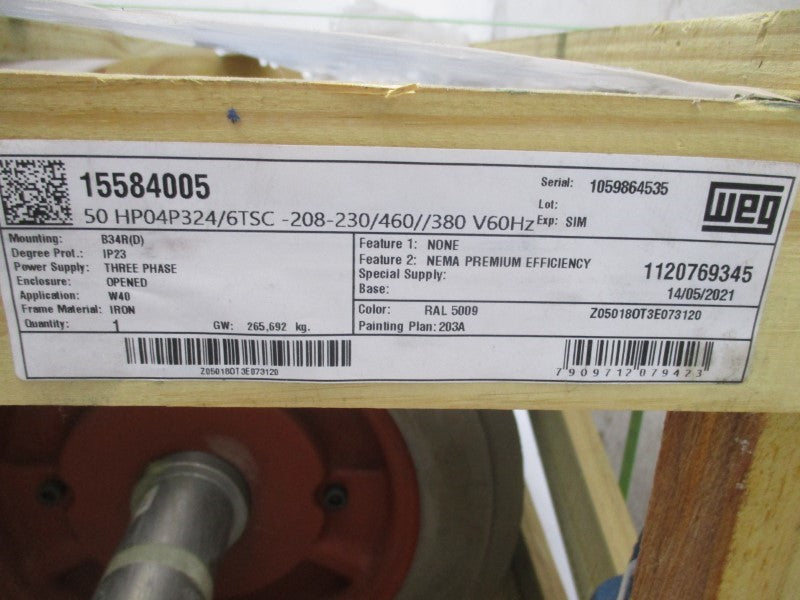 15584005
Serial: 1059864535
Lot:
50 HP04P324/6TSC -208-230/460//380 V60Hz Exp: SIM
weg
Mounting: B34R(D)
Degree Prot.: IP23
Power Supply: THREE PHASE
Enclosure: OPENED
Application: W40
Frame Material: IRON
Quantity: 1 GW: 265,692 kg.
Feature 1: NONE
Feature 2: NEMA PREMIUM EFFICIENCY
Special Supply:
Base:
1120769345
14/05/2021
Color: RAL 5009 Z05018OT3E073120
Painting Plan: 203A
Z05018OT3E073120
7909712079423